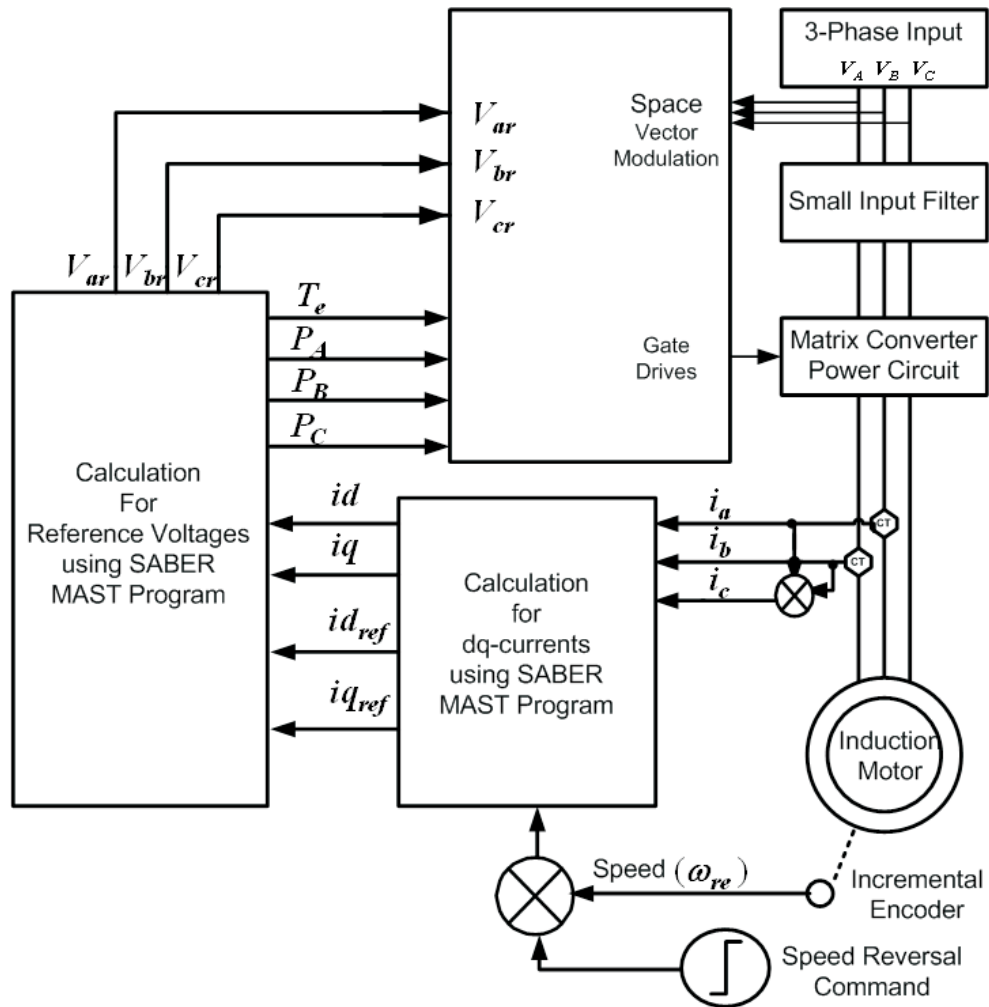 3-Phase Input
V_A V_B V_C
Space
Vector
Modulation
V_ar
V_br
V_cr
Small Input Filter
V_ar V_br V_cr
T_e
P_A
P_B
P_C
Gate
Drives
Matrix Converter
Power Circuit
Calculation
For
Reference Voltages
using SABER
MAST Program
id
iq
id_ref
iq_ref
Calculation
for
dq-currents
using SABER
MAST Program
i_a
i_b
i_c
CT
CT
Induction
Motor
Speed (ω_re)
Incremental
Encoder
Speed Reversal
Command